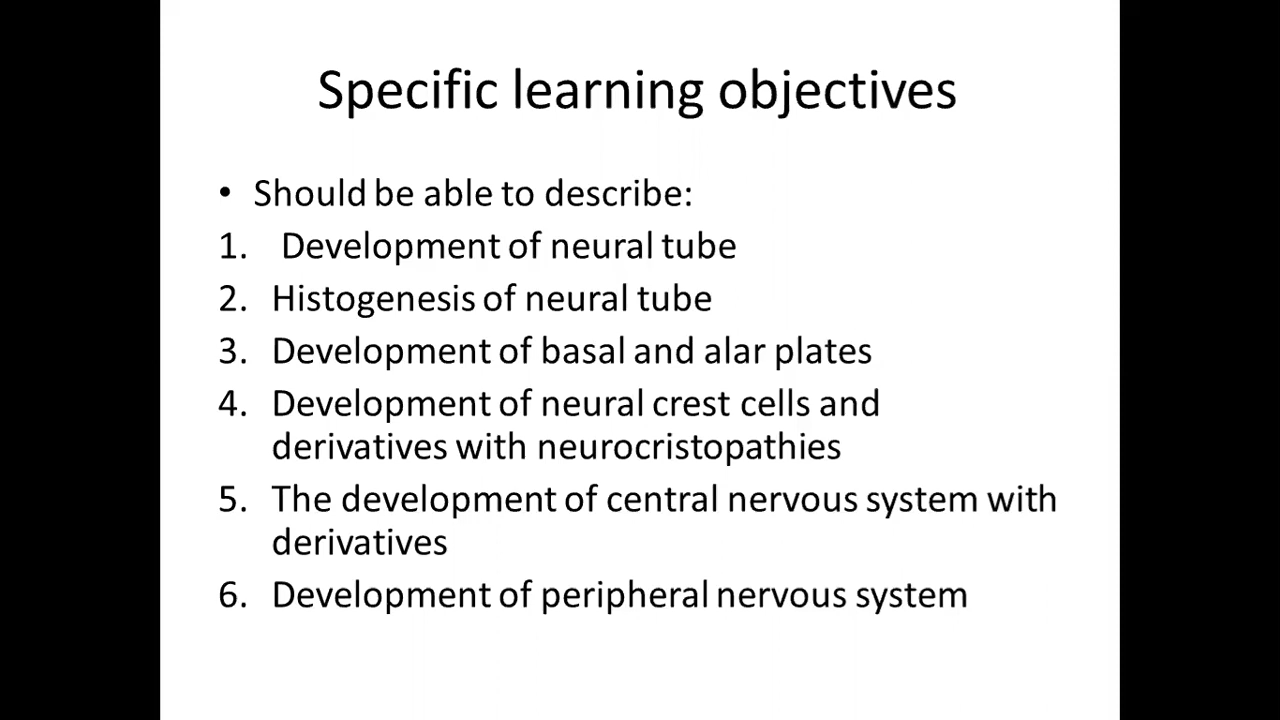 Specific learning objectives
• Should be able to describe:
1. Development of neural tube
2. Histogenesis of neural tube
3. Development of basal and alar plates
4. Development of neural crest cells and
derivatives with neurocristopathies
5. The development of central nervous system with
derivatives
6. Development of peripheral nervous system